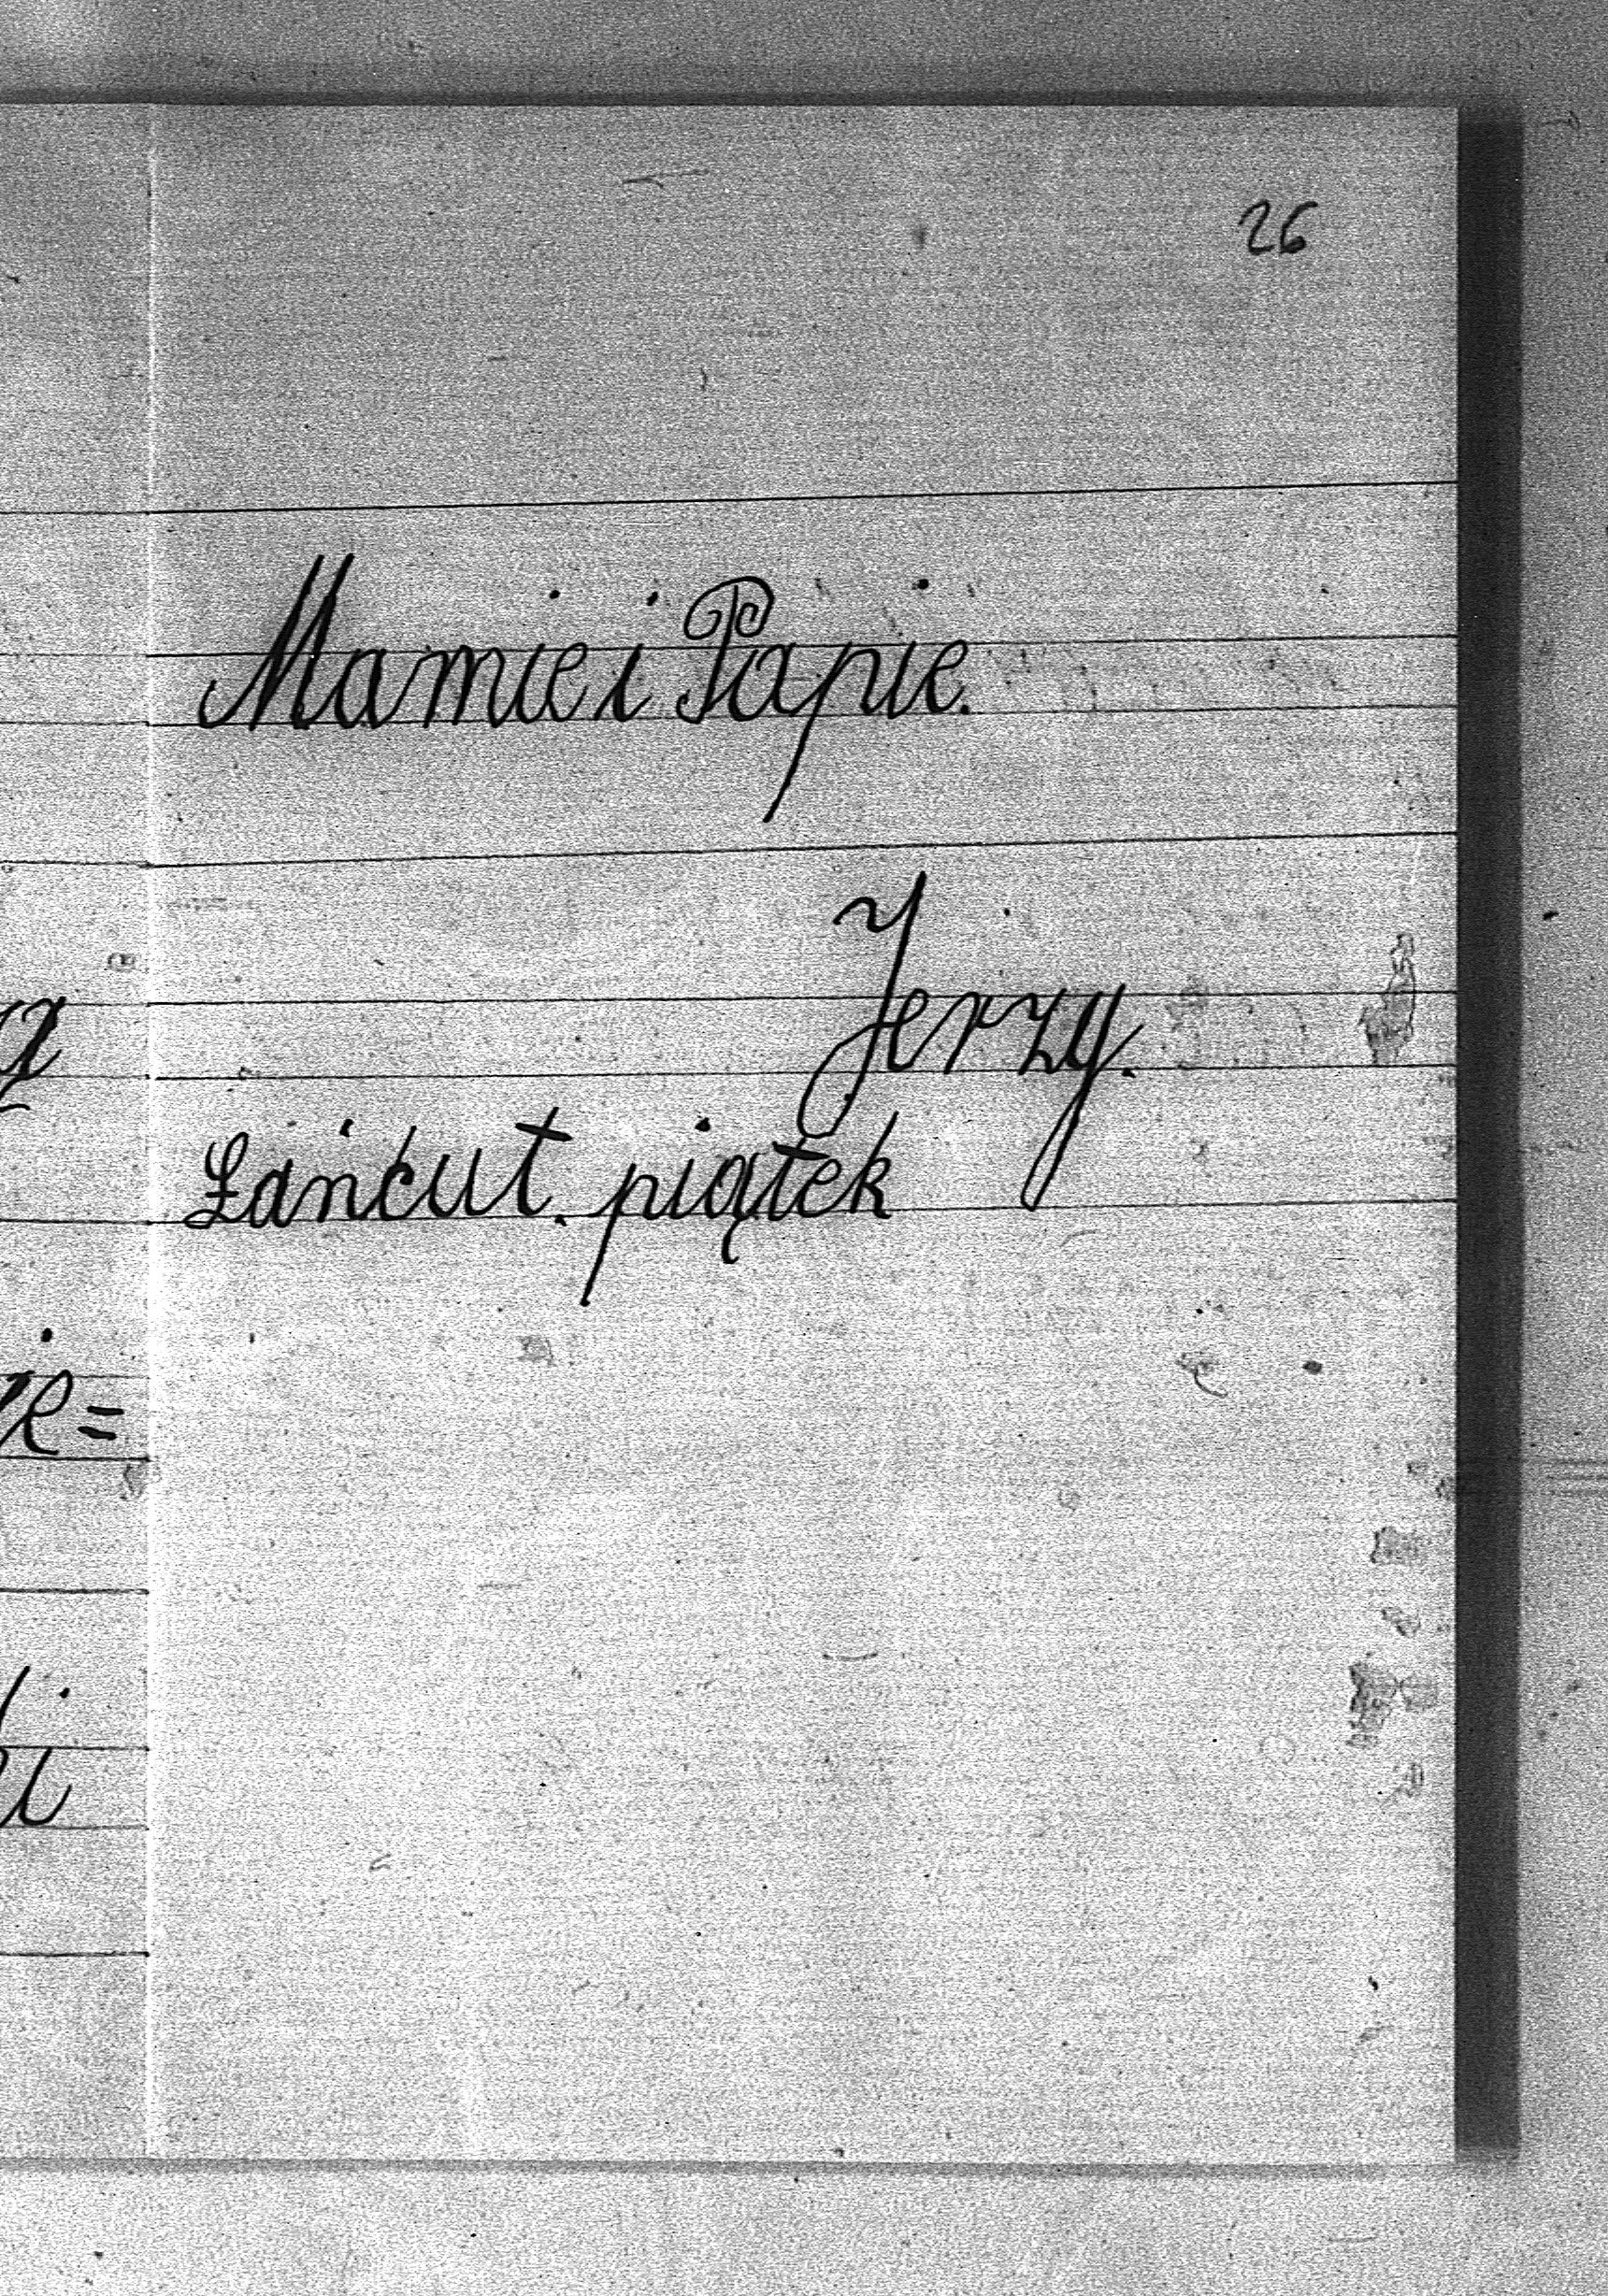 26
Mamie i Papie.
Jerzy.
Łańcut. piątek